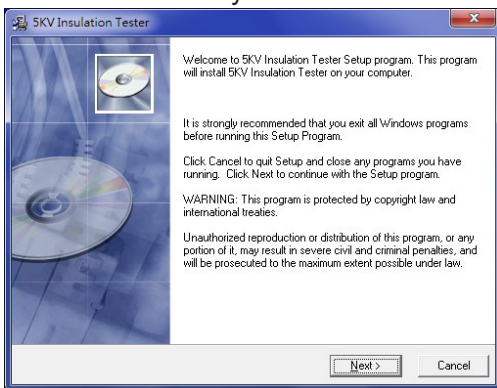 5KV Insulation Tester
Welcome to 5KV Insulation Tester Setup program. This program
will install 5KV Insulation Tester on your computer.
It is strongly recommended that you exit all Windows programs
before running this Setup Program.
Click Cancel to quit Setup and close any programs you have
running. Click Next to continue with the Setup program.
WARNING: This program is protected by copyright law and
international treaties.
Unauthorized reproduction or distribution of this program, or any
portion of it, may result in severe civil and criminal penalties, and
will be prosecuted to the maximum extent possible under law.
Next > Cancel